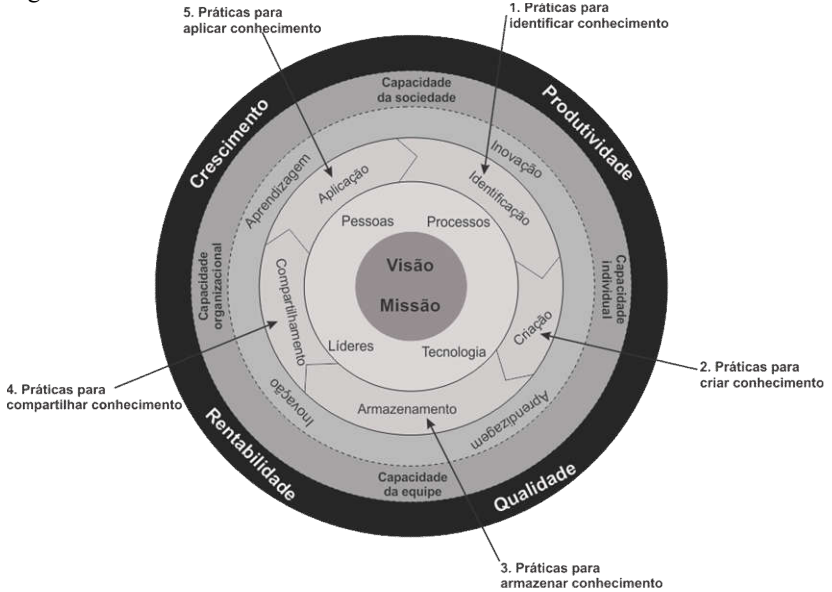 5. Práticas para
aplicar conhecimento
1. Práticas para
identificar conhecimento
Capacidade
da sociedade
Crescimento
Produtividade
Aprendizagem
Inovação
Aplicação
Identificação
Pessoas
Processos
Visão
Missão
Capacidade
organizacional
Capacidade
individual
Compartilhamento
Criação
Líderes
Tecnologia
2. Práticas para
criar conhecimento
4. Práticas para
compartilhar conhecimento
Armazenamento
Inovação
Aprendizagem
Rentabilidade
Capacidade
da equipe
Qualidade
3. Práticas para
armazenar conhecimento